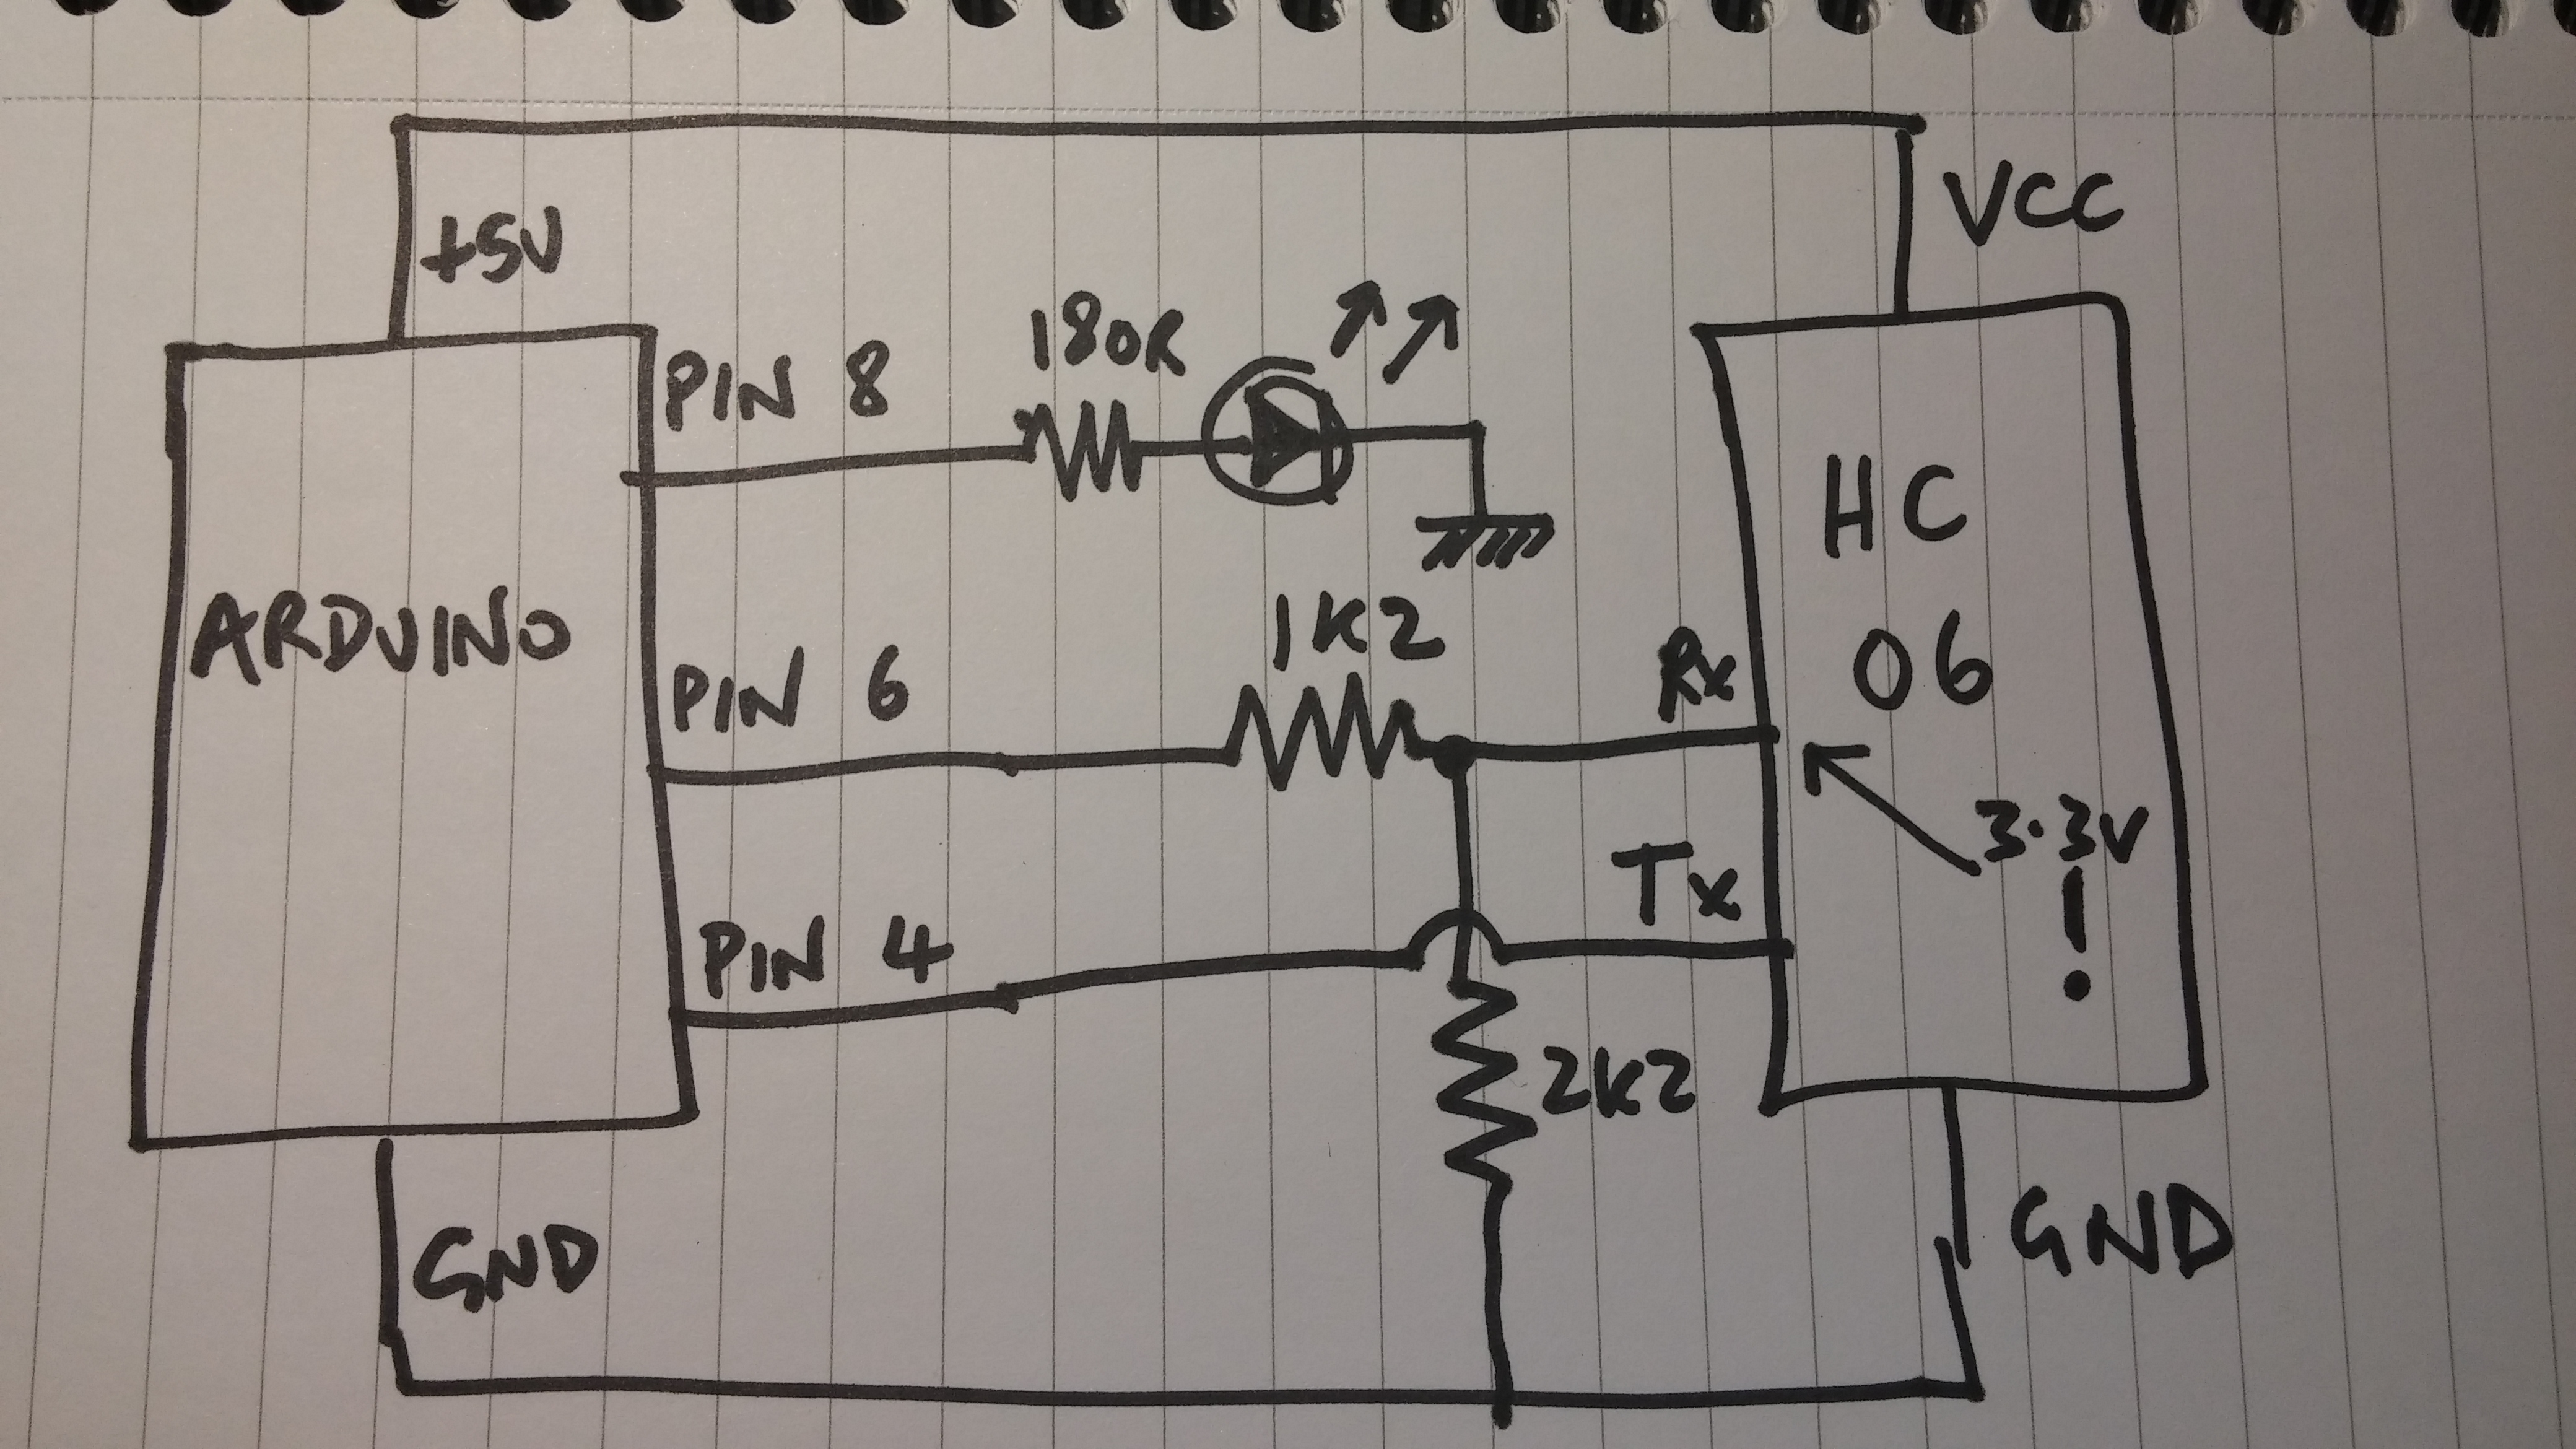 +5V
VCC
180R
PIN 8
HC
06
ARDUINO
1K2
PIN 6
Rx
3.3V
!
Tx
PIN 4
2K2
GND
GND